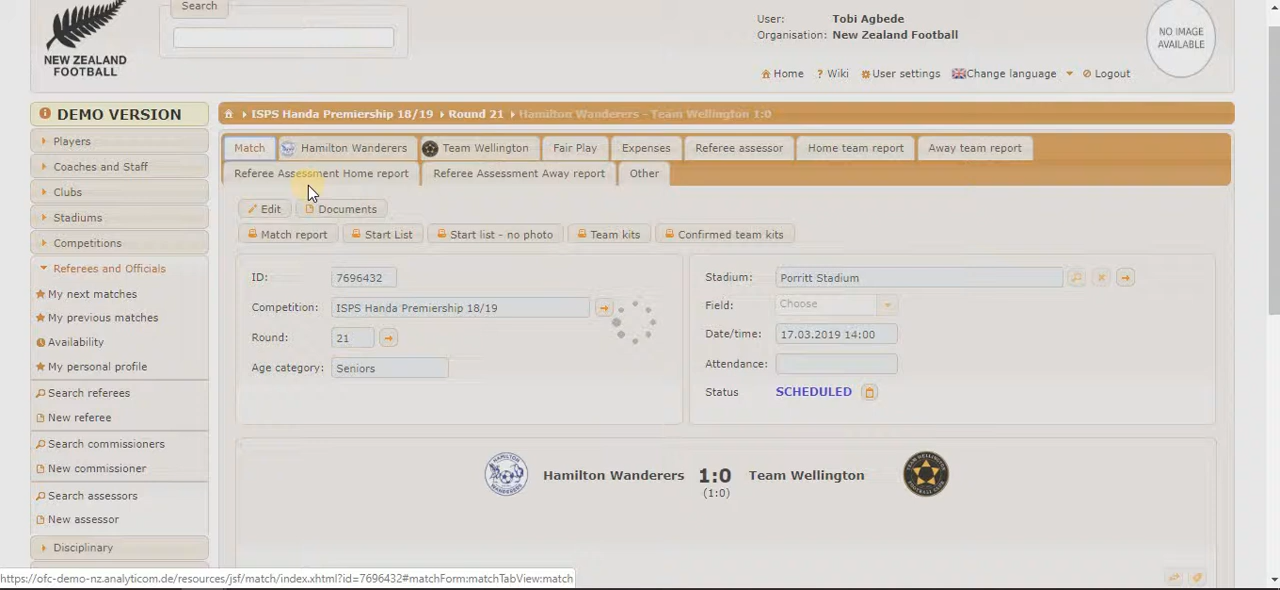 Search
NEW ZEALAND
FOOTBALL
User: Tobi Agbede
Organisation: New Zealand Football
NO IMAGE
AVAILABLE
Home ? Wiki User settings Change language Logout
DEMO VERSION
ISPS Handa Premiership 18/19 Round 21 Hamilton Wanderers - Team Wellington 1:0
Players
Coaches and Staff
Clubs
Stadiums
Competitions
Referees and Officials
My next matches
My previous matches
Availability
My personal profile
Search referees
New referee
Search commissioners
New commissioner
Search assessors
New assessor
Disciplinary
Match Hamilton Wanderers Team Wellington Fair Play Expenses Referee assessor Home team report Away team report
Referee Assessment Home report Referee Assessment Away report Other
Edit Documents
Match report Start List Start list - no photo Team kits Confirmed team kits
ID: 7696432
Competition: ISPS Handa Premiership 18/19
Round: 21
Age category: Seniors
Stadium: Porritt Stadium
Field: Choose
Date/time: 17.03.2019 14:00
Attendance:
Status SCHEDULED
Hamilton Wanderers 1:0 Team Wellington
(1:0)
https://ofc-demo-nz.analyticom.de/resources/jsf/match/index.xhtml?id=7696432#matchForm:matchTabView:match